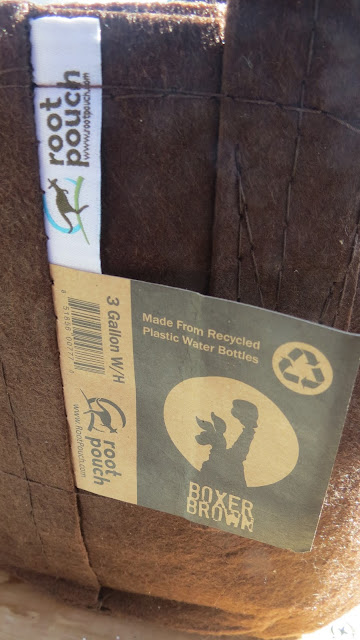 root
pouch
www.rootpouch.com
3 Gallon W/H
root
pouch
www.RootPouch.com
Made From Recycled
Plastic Water Bottles
BOXER
BROWN